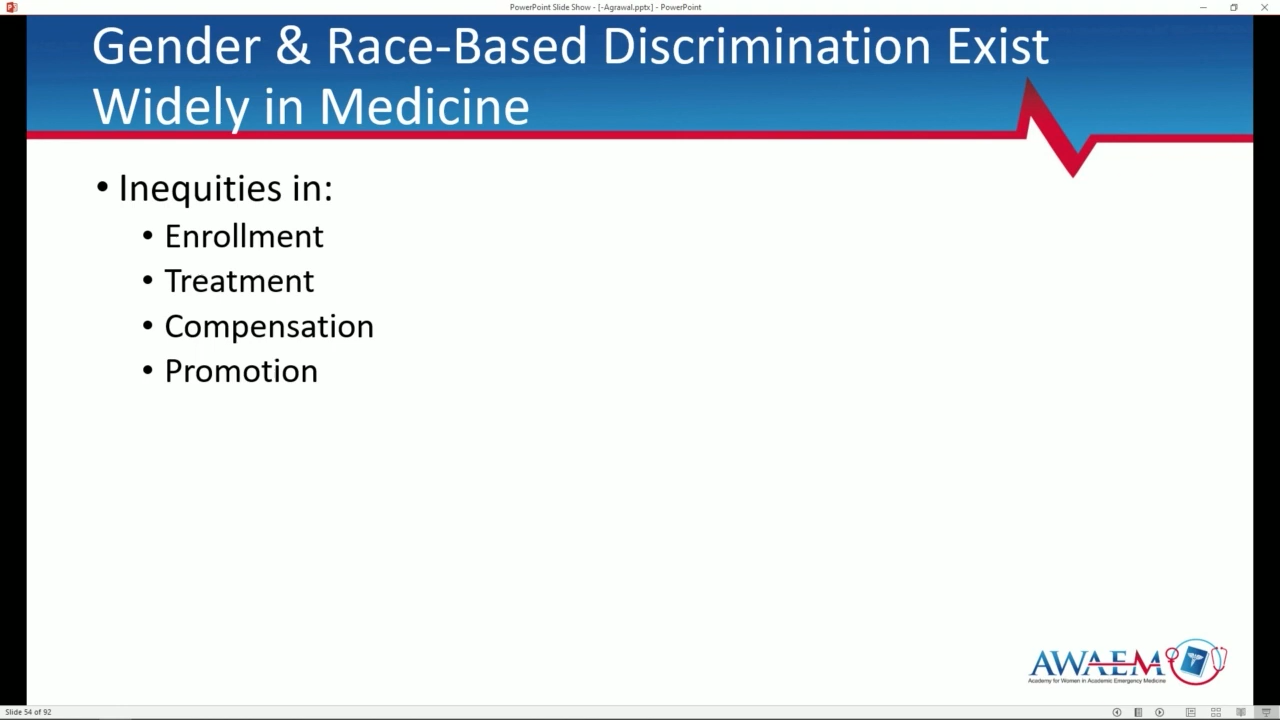 PowerPoint Slide Show - [-Agrawal.pptx] - PowerPoint
Gender & Race-Based Discrimination Exist
Widely in Medicine
• Inequities in:
• Enrollment
• Treatment
• Compensation
• Promotion
AWAEM
Academy for Women in Academic Emergency Medicine
Slide 54 of 92